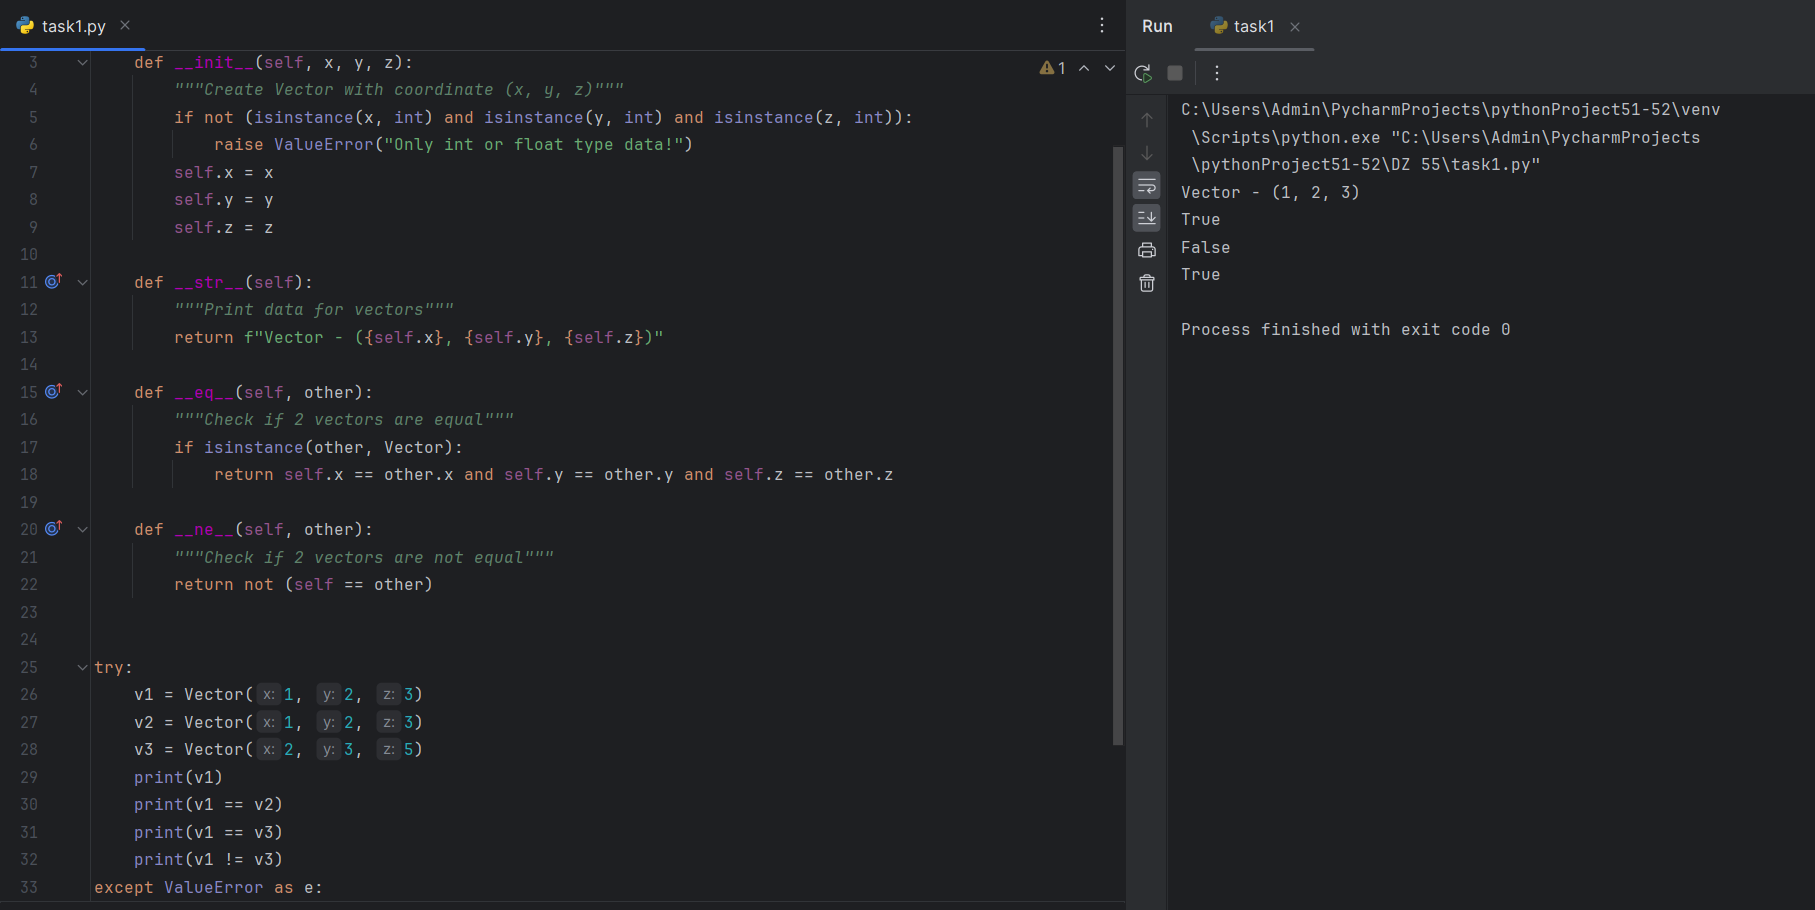 task1.py
3 def __init__(self, x, y, z):
4 """Create Vector with coordinate (x, y, z)"""
5 if not (isinstance(x, int) and isinstance(y, int) and isinstance(z, int)):
6 raise ValueError("Only int or float type data!")
7 self.x = x
8 self.y = y
9 self.z = z
10
11 def __str__(self):
12 """Print data for vectors"""
13 return f"Vector - ({self.x}, {self.y}, {self.z})"
14
15 def __eq__(self, other):
16 """Check if 2 vectors are equal"""
17 if isinstance(other, Vector):
18 return self.x == other.x and self.y == other.y and self.z == other.z
19
20 def __ne__(self, other):
21 """Check if 2 vectors are not equal"""
22 return not (self == other)
23
24
25 try:
26 v1 = Vector( x: 1, y: 2, z: 3)
27 v2 = Vector( x: 1, y: 2, z: 3)
28 v3 = Vector( x: 2, y: 3, z: 5)
29 print(v1)
30 print(v1 == v2)
31 print(v1 == v3)
32 print(v1 != v3)
33 except ValueError as e:
1
Run task1
C:\Users\Admin\PycharmProjects\pythonProject51-52\venv
\Scripts\python.exe "C:\Users\Admin\PycharmProjects
\pythonProject51-52\DZ 55\task1.py"
Vector - (1, 2, 3)
True
False
True
Process finished with exit code 0